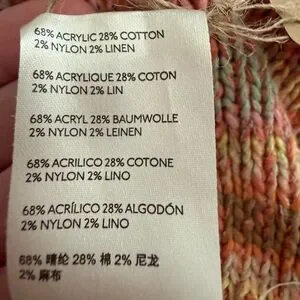 68% ACRYLIC 28% COTTON
2% NYLON 2% LINEN
68% ACRYLIQUE 28% COTON
2% NYLON 2% LIN
68% ACRYL 28% BAUMWOLLE
2% NYLON 2% LEINEN
68% ACRILICO 28% COTONE
2% NYLON 2% LINO
68% ACRÍLICO 28% ALGODÓN
2% NYLON 2% LINO
68% 晴纶 28% 棉 2% 尼龙
2% 麻布